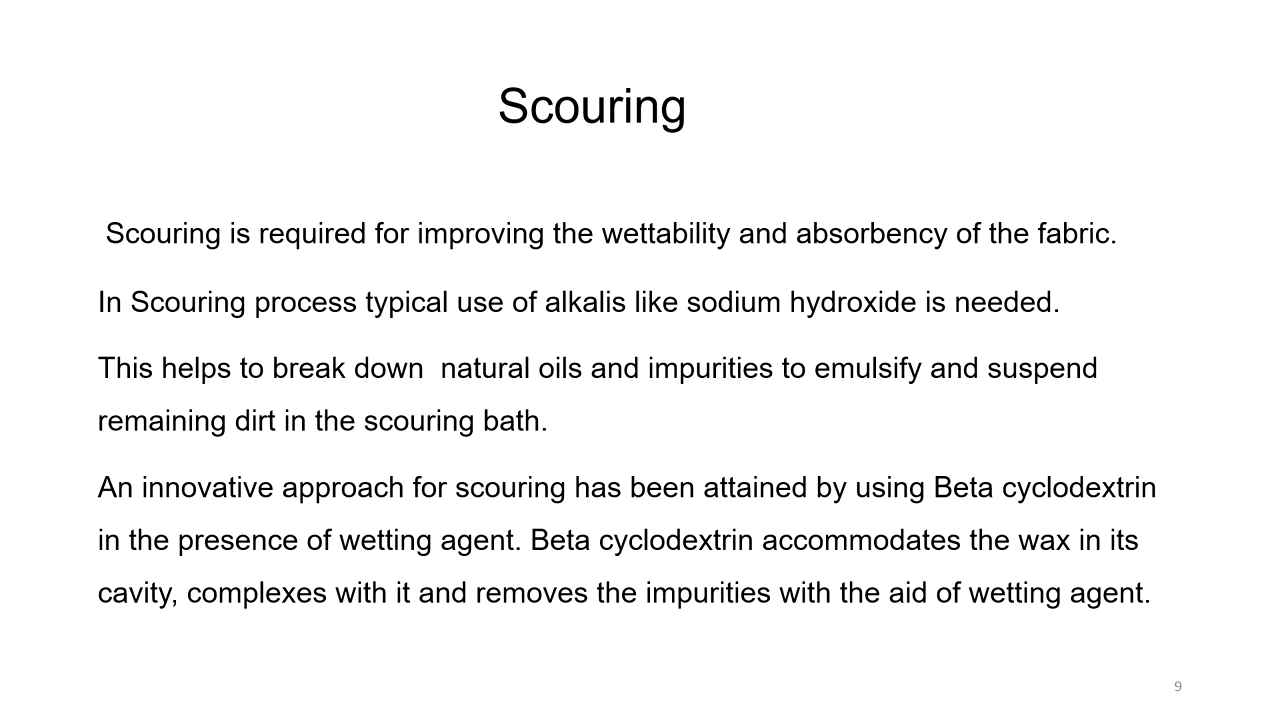 Scouring
Scouring is required for improving the wettability and absorbency of the fabric.
In Scouring process typical use of alkalis like sodium hydroxide is needed.
This helps to break down  natural oils and impurities to emulsify and suspend
remaining dirt in the scouring bath.
An innovative approach for scouring has been attained by using Beta cyclodextrin
in the presence of wetting agent. Beta cyclodextrin accommodates the wax in its
cavity, complexes with it and removes the impurities with the aid of wetting agent.
9